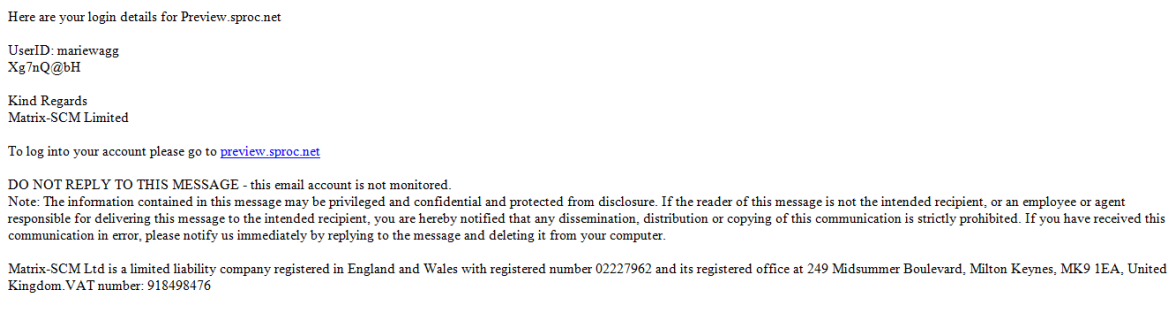 Here are your login details for Preview.sproc.net
UserID: mariewagg
Xg7nQ@bH
Kind Regards
Matrix-SCM Limited
To log into your account please go to preview.sproc.net
DO NOT REPLY TO THIS MESSAGE - this email account is not monitored.
Note: The information contained in this message may be privileged and confidential and protected from disclosure. If the reader of this message is not the intended recipient, or an employee or agent
responsible for delivering this message to the intended recipient, you are hereby notified that any dissemination, distribution or copying of this communication is strictly prohibited. If you have received this
communication in error, please notify us immediately by replying to the message and deleting it from your computer.
Matrix-SCM Ltd is a limited liability company registered in England and Wales with registered number 02227962 and its registered office at 249 Midsummer Boulevard, Milton Keynes, MK9 1EA, United
Kingdom.VAT number: 918498476